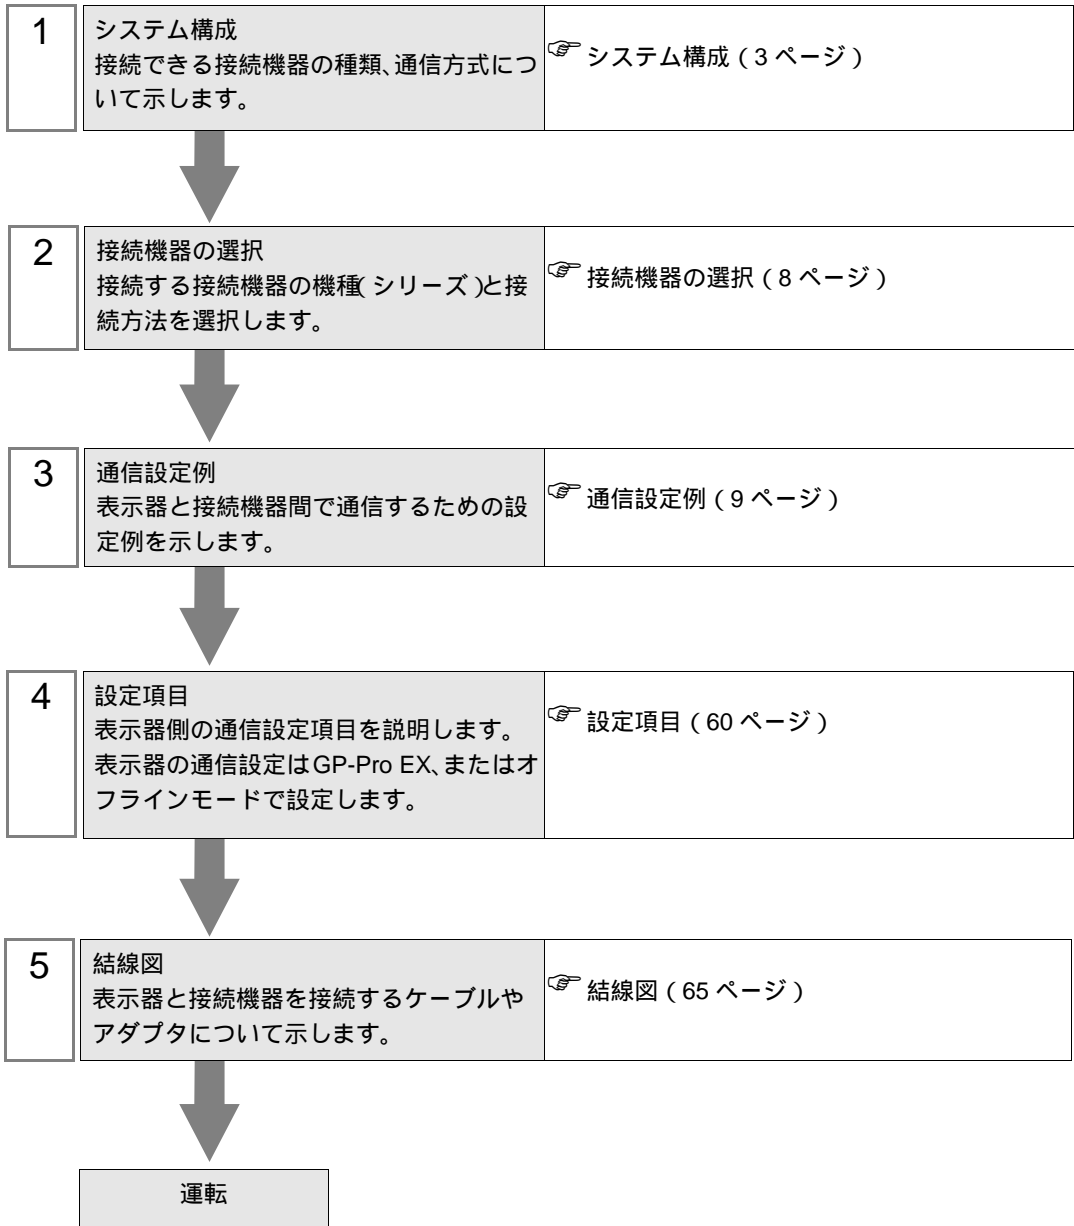 1
システム構成
接続できる接続機器の種類、通信方式につ
いて示します。
☞ システム構成 ( 3 ページ )
2
接続機器の選択
接続する接続機器の機種( シリーズ )と接
続方法を選択します。
☞ 接続機器の選択 ( 8 ページ )
3
通信設定例
表示器と接続機器間で通信するための設
定例を示します。
☞ 通信設定例 ( 9 ページ )
4
設定項目
表示器側の通信設定項目を説明します。
表示器の通信設定はGP-Pro EX、またはオ
フラインモードで設定します。
☞ 設定項目 ( 60 ページ )
5
結線図
表示器と接続機器を接続するケーブルや
アダプタについて示します。
☞ 結線図 ( 65 ページ )
運転